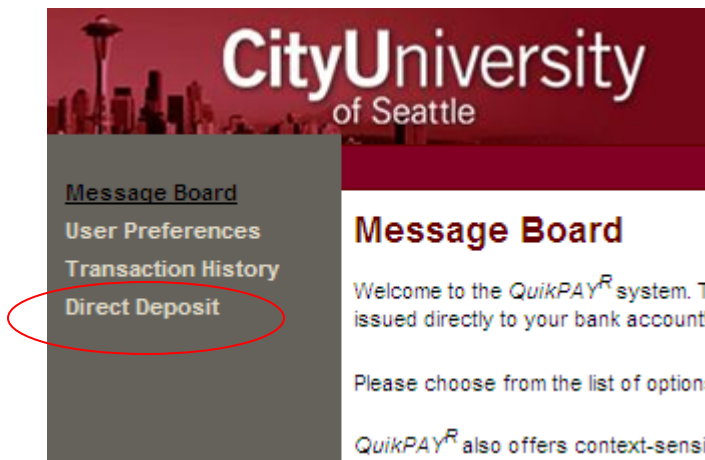 CityUniversity
of Seattle
Message Board
User Preferences
Transaction History
Direct Deposit
Message Board
Welcome to the QuikPAYᴿ system.
issued directly to your bank account
Please choose from the list of option
QuikPAYᴿ also offers context-sensi